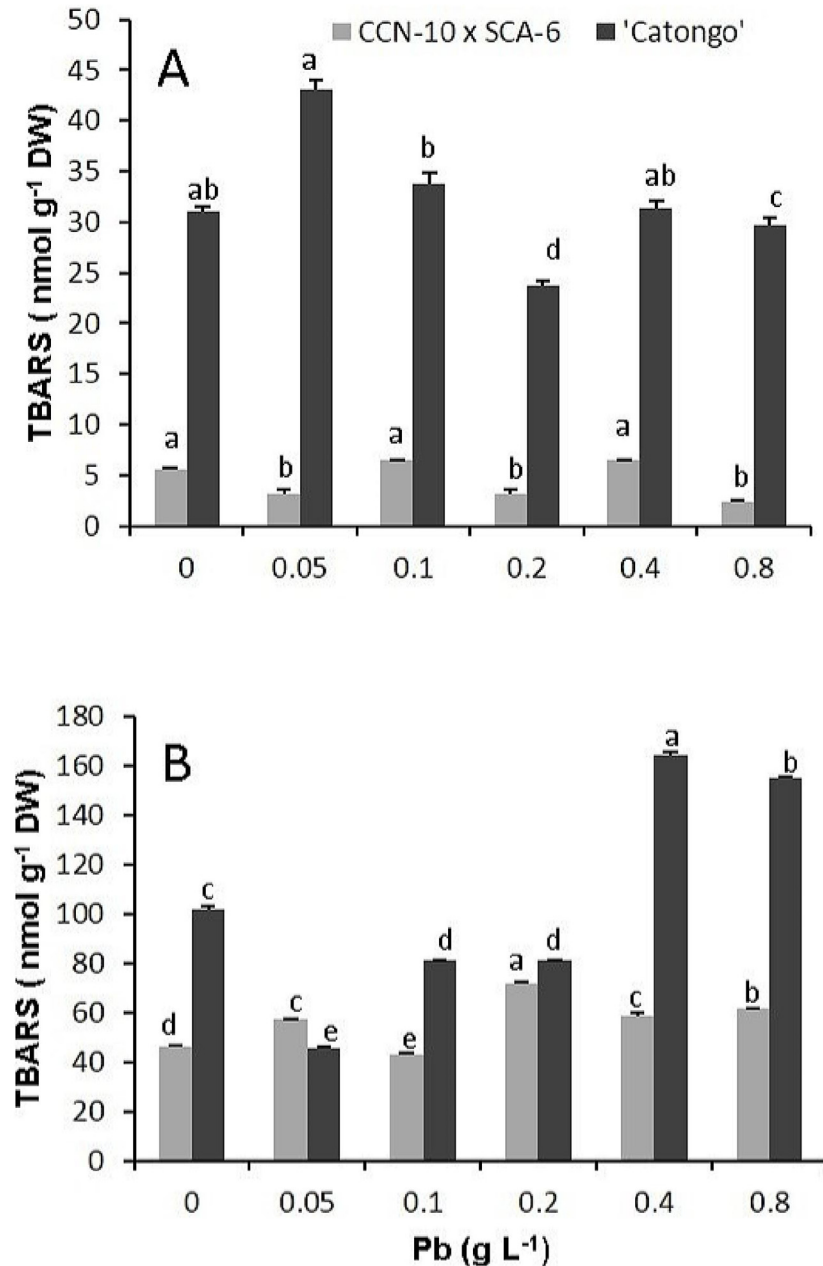 CCN-10 x SCA-6 'Catongo'
A
TBARS ( nmol g⁻¹ DW)
50
45
40
35
30
25
20
15
10
5
0
a ab
b a
a b
b d
a ab
b c
0 0.05 0.1 0.2 0.4 0.8
B
TBARS ( nmol g⁻¹ DW)
180
160
140
120
100
80
60
40
20
0
d c
c e
e d
a d
c a
b b
0 0.05 0.1 0.2 0.4 0.8
Pb (g L⁻¹)